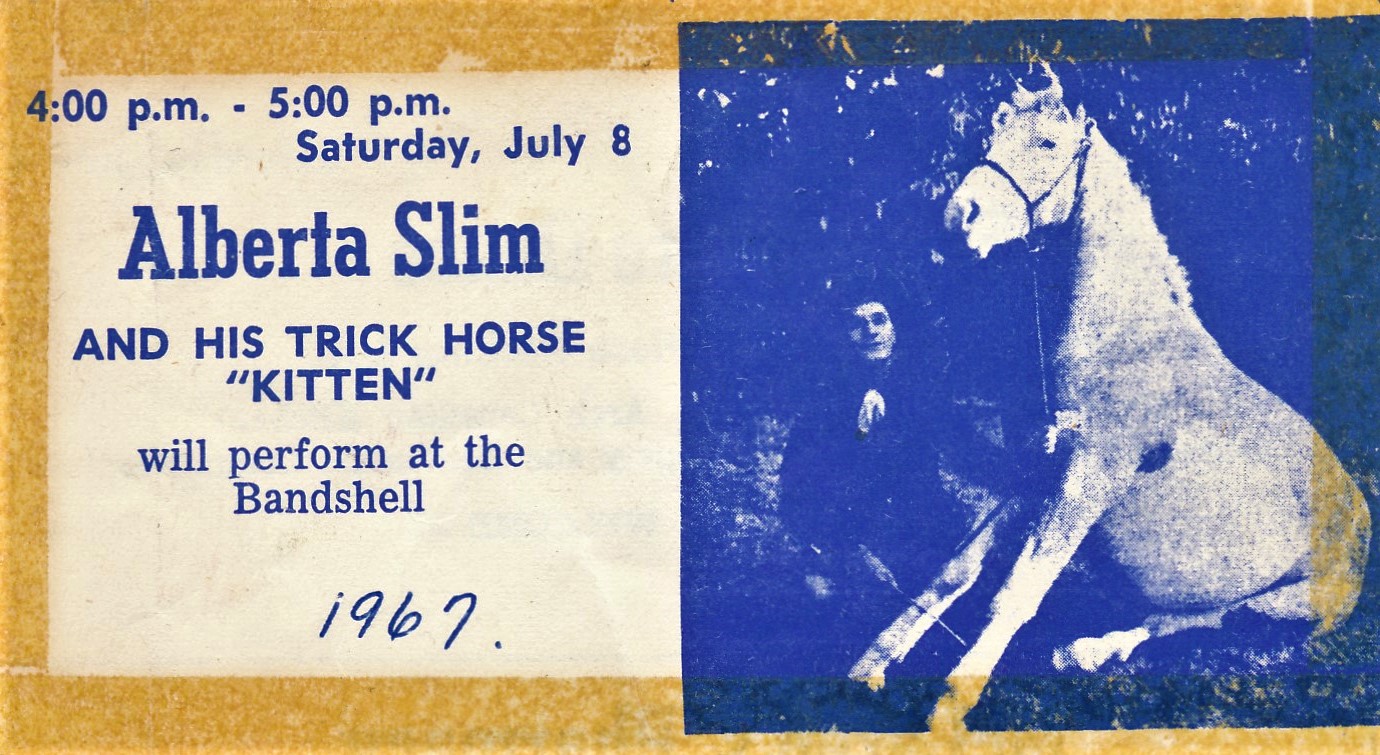 4:00 p.m. - 5:00 p.m.
Saturday, July 8
Alberta Slim
AND HIS TRICK HORSE
"KITTEN"
will perform at the
Bandshell
1967.